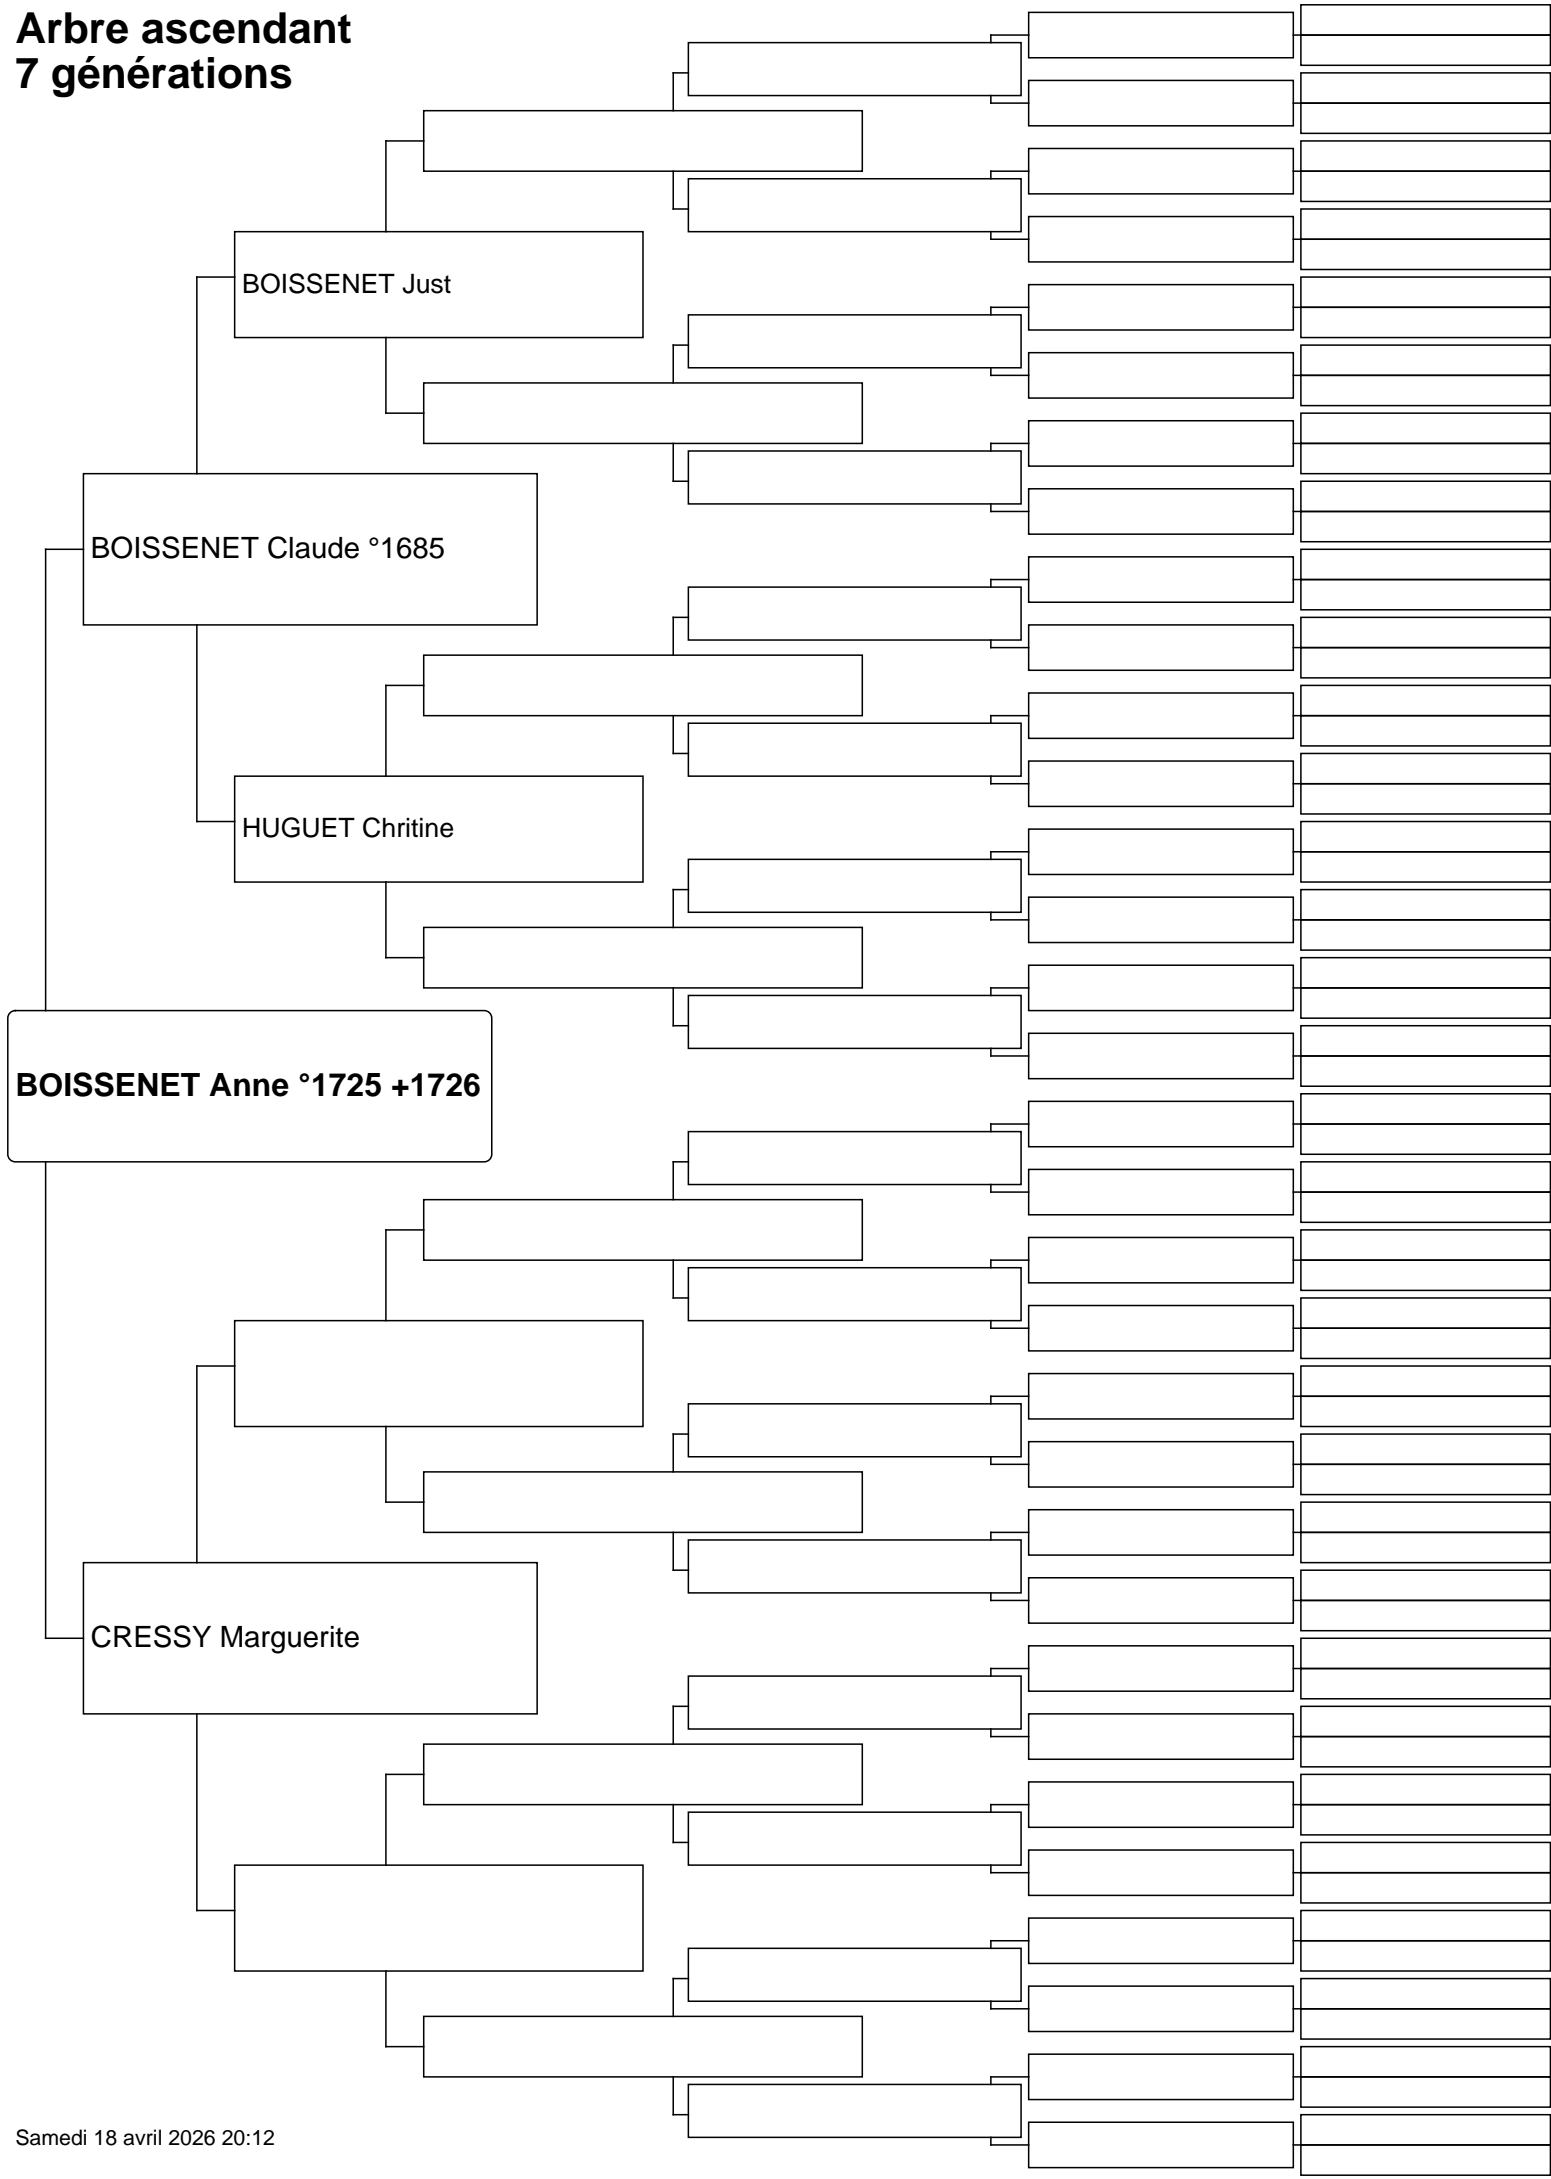 Arbre ascendant
7 générations
BOISSENET Just
BOISSENET Claude °1685
HUGUET Chritine
BOISSENET Anne °1725 +1726
CRESSY Marguerite
Samedi 18 avril 2026 20:12